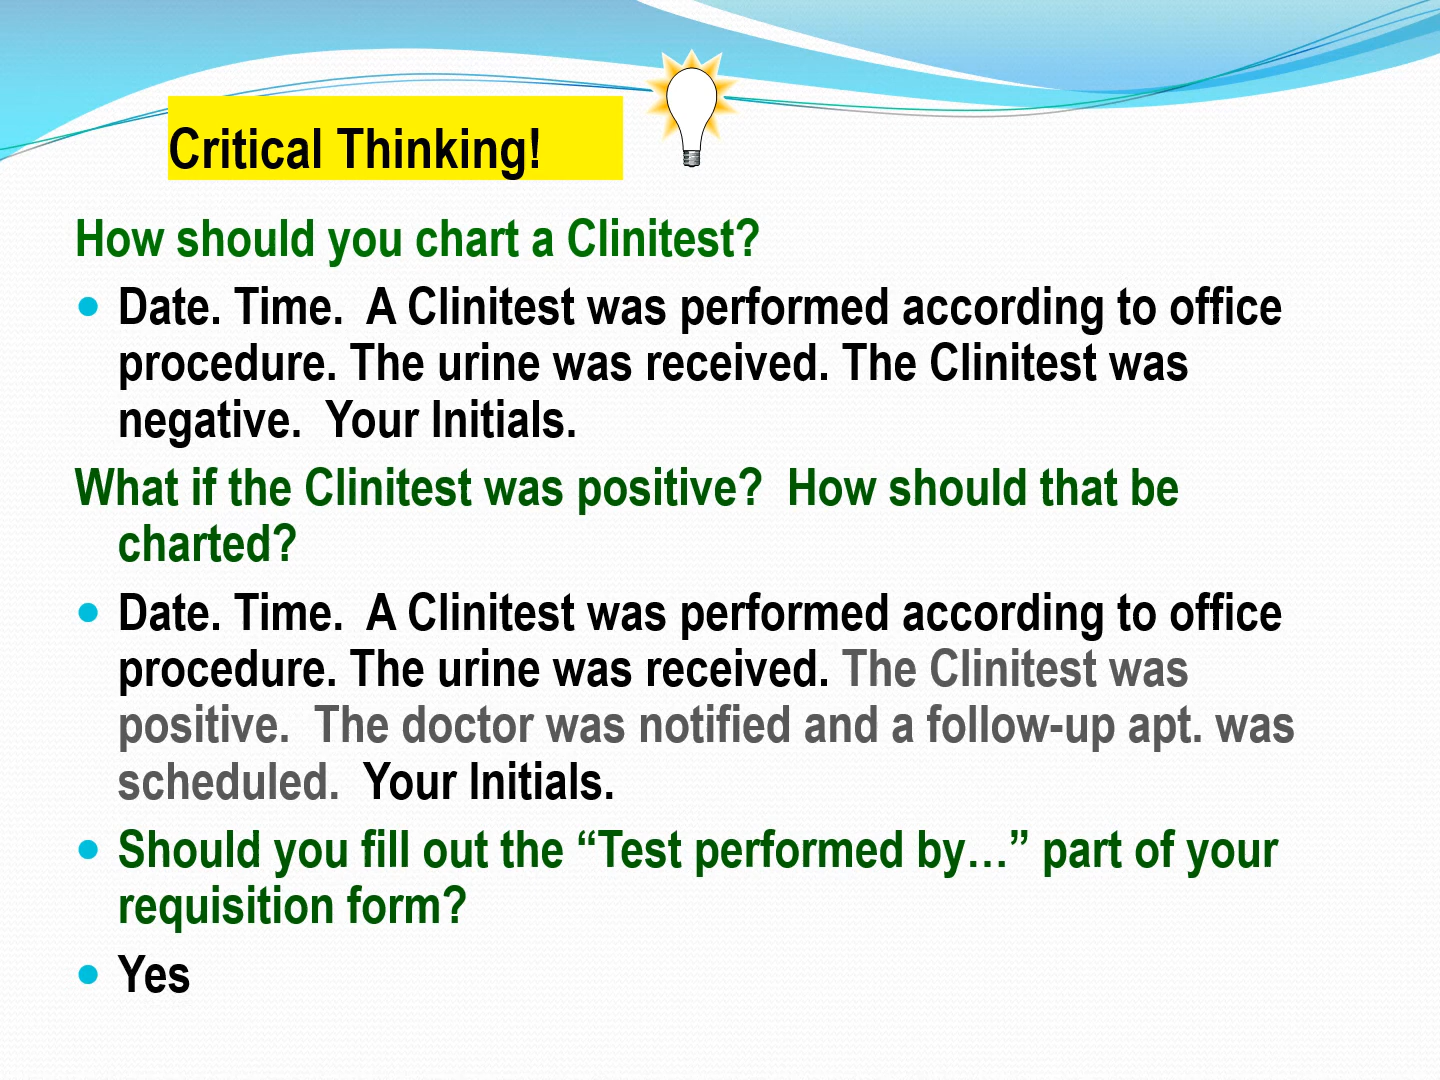 Critical Thinking!
How should you chart a Clinitest?
Date. Time.  A Clinitest was performed according to office
procedure. The urine was received. The Clinitest was
negative.  Your Initials.
What if the Clinitest was positive?  How should that be
charted?
Date. Time.  A Clinitest was performed according to office
procedure. The urine was received. The Clinitest was
positive.  The doctor was notified and a follow-up apt. was
scheduled.  Your Initials.
Should you fill out the “Test performed by…” part of your
requisition form?
Yes